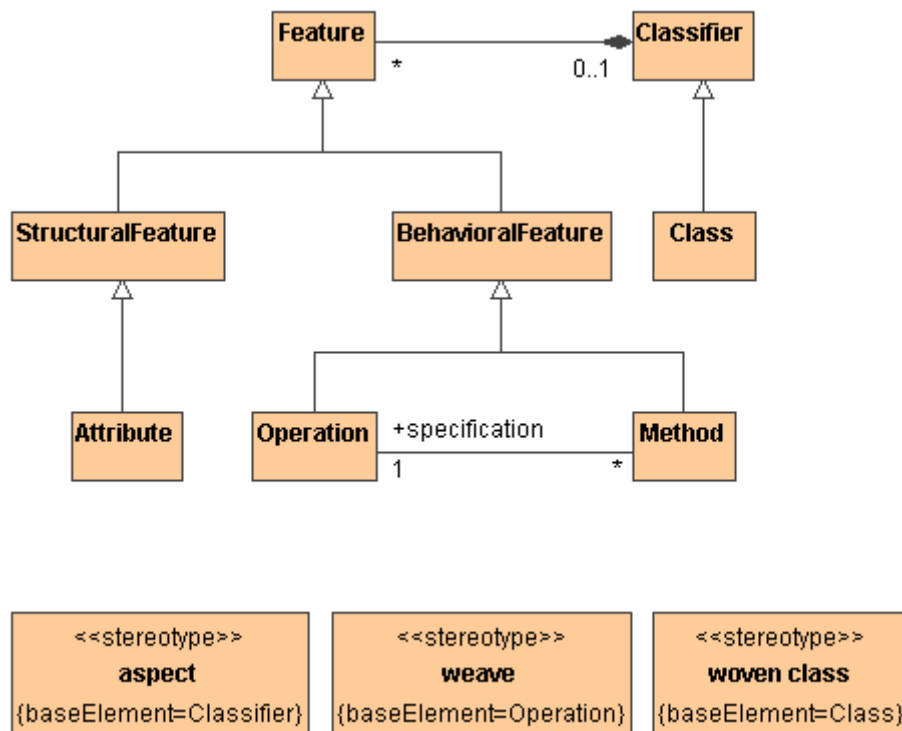 Feature
Classifier
*
0..1
StructuralFeature
BehavioralFeature
Class
Attribute
Operation
+specification
Method
1
*
<<stereotype>>
aspect
{baseElement=Classifier}
<<stereotype>>
weave
{baseElement=Operation}
<<stereotype>>
woven class
{baseElement=Class}